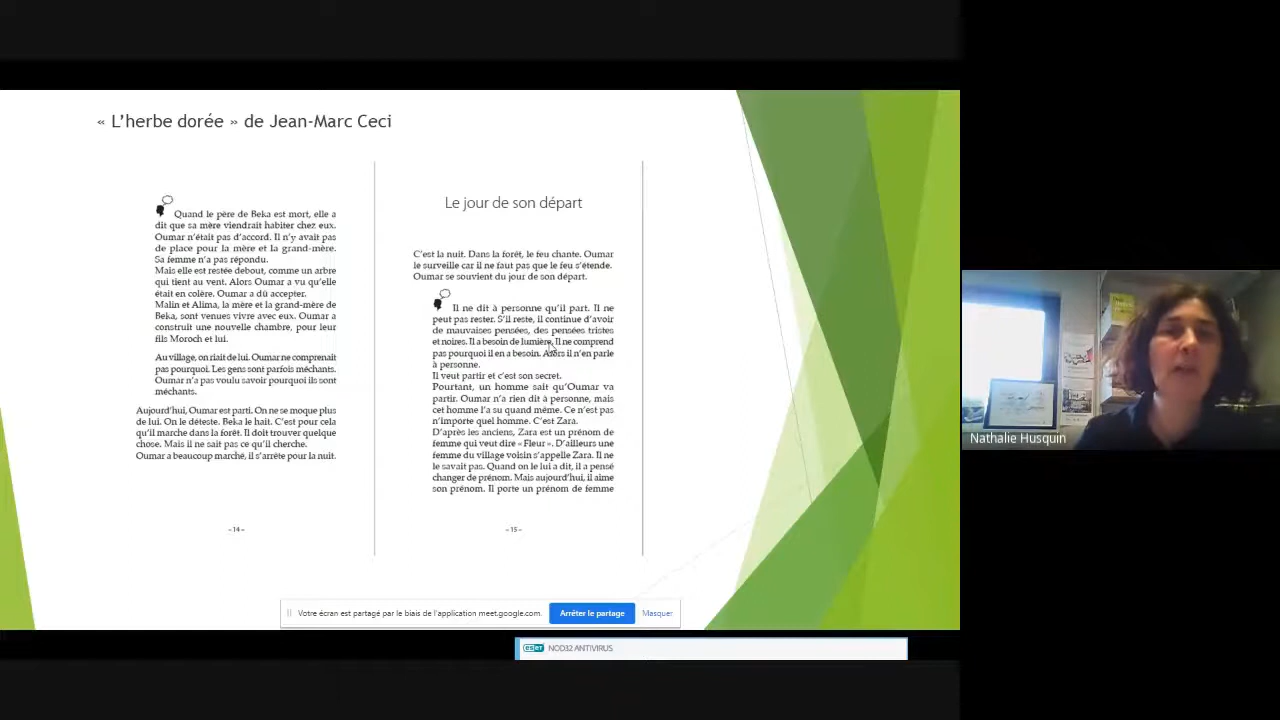 « L'herbe dorée » de Jean-Marc Ceci
Quand le père de Beka est mort, elle a
dit que sa mère viendrait habiter chez eux.
Oumar n'était pas d'accord. Il n'y avait pas
de place pour la mère et la grand-mère.
Sa femme n'a pas répondu.
Mais elle est restée debout, comme un arbre
qui tient au vent. Alors Oumar a vu qu'elle
était en colère. Oumar a dû accepter.
Malin et Alima, la mère et la grand-mère de
Beka, sont venues vivre avec eux. Oumar a
construit une nouvelle chambre, pour leur
fils Moroch et lui.
Au village, on riait de lui. Oumar ne comprenait
pas pourquoi. Les gens sont parfois méchants.
Oumar n'a pas voulu savoir pourquoi ils sont
méchants.
Aujourd'hui, Oumar est parti. On ne se moque plus
de lui. On le déteste. Beka le hait. C'est pour cela
qu'il marche dans la forêt. Il doit trouver quelque
chose. Mais il ne sait pas ce qu'il cherche.
Oumar a beaucoup marché, il s'arrête pour la nuit.
– 14 –
Le jour de son départ
C'est la nuit. Dans la forêt, le feu chante. Oumar
le surveille car il ne faut pas que le feu s'étende.
Oumar se souvient du jour de son départ.
Il ne dit à personne qu'il part. Il ne
peut pas rester. S'il reste, il continue d'avoir
de mauvaises pensées, des pensées tristes
et noires. Il a besoin de lumière. Il ne comprend
pas pourquoi il en a besoin. Alors il n'en parle
à personne.
Il veut partir et c'est son secret.
Pourtant, un homme sait qu'Oumar va
partir. Oumar n'a rien dit à personne, mais
cet homme l'a su quand même. Ce n'est pas
n'importe quel homme. C'est Zara.
D'après les anciens, Zara est un prénom de
femme qui veut dire « Fleur ». D'ailleurs une
femme du village voisin s'appelle Zara. Il ne
le savait pas. Quand on le lui a dit, il a pensé
changer de prénom. Mais aujourd'hui, il aime
son prénom. Il porte un prénom de femme
– 15 –
Votre écran est partagé par le biais de l'application meet.google.com.
Arrêter le partage
Masquer
eset NOD32 ANTIVIRUS
Nathalie Husquin